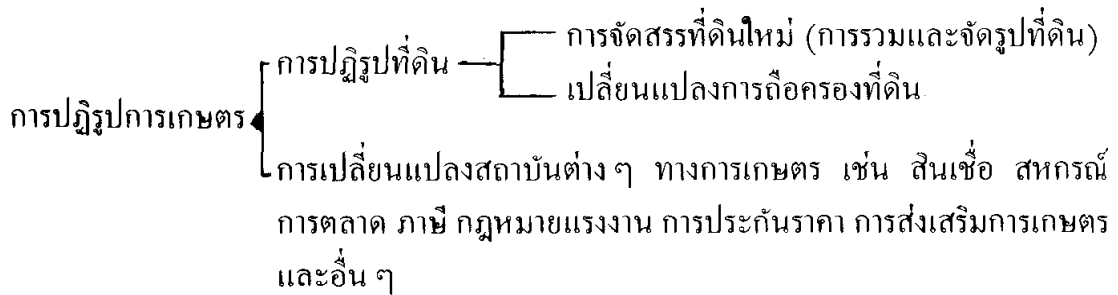 การจัดสรรที่ดินใหม่ (การรวมและจัดรูปที่ดิน)
การปฏิรูปที่ดิน
เปลี่ยนแปลงการถือครองที่ดิน
การปฏิรูปการเกษตร
การเปลี่ยนแปลงสถาบันต่าง ๆ ทางการเกษตร เช่น สินเชื่อ สหกรณ์
การตลาด ภาษี กฎหมายแรงงาน การประกันราคา การส่งเสริมการเกษตร
และอื่น ๆ